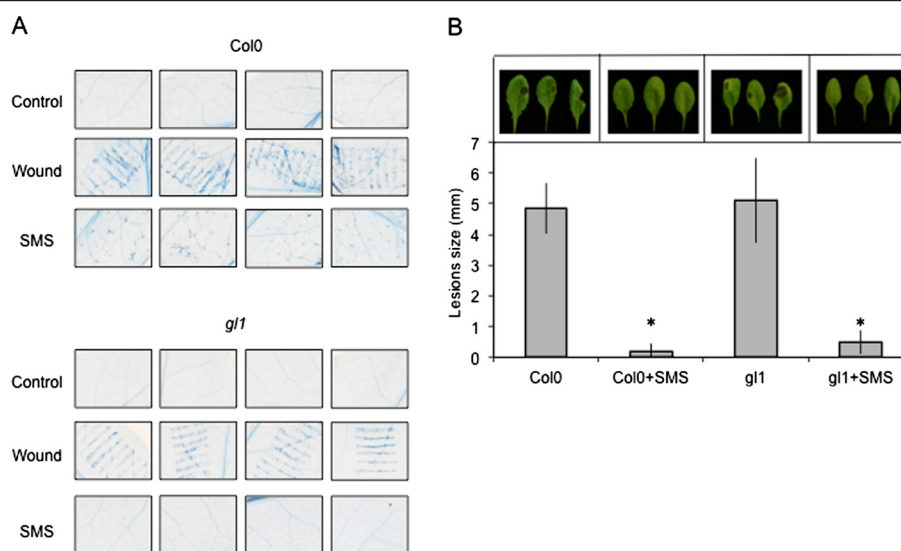 A
Col0
Control
Wound
SMS
gl1
Control
Wound
SMS
B
Lesions size (mm)
7
6
5
4
3
2
1
0
*
*
Col0
Col0+SMS
gl1
gl1+SMS